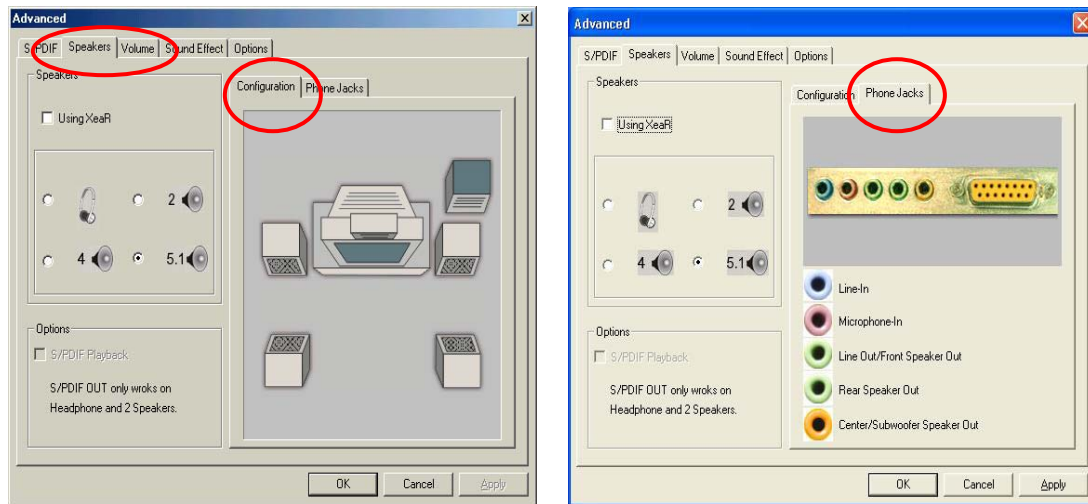 Advanced
S/PDIF Speakers Volume Sound Effect Options
Speakers
Using XeaR
2
4 5.1
Options
S/PDIF Playback
S/PDIF OUT only wroks on
Headphone and 2 Speakers.
Configuration Phone Jacks
OK Cancel Apply
Advanced
S/PDIF Speakers Volume Sound Effect Options
Speakers
Using XeaR
2
4 5.1
Options
S/PDIF Playback
S/PDIF OUT only wroks on
Headphone and 2 Speakers.
Configuration Phone Jacks
Line-In
Microphone-In
Line Out/Front Speaker Out
Rear Speaker Out
Center/Subwoofer Speaker Out
OK Cancel Apply